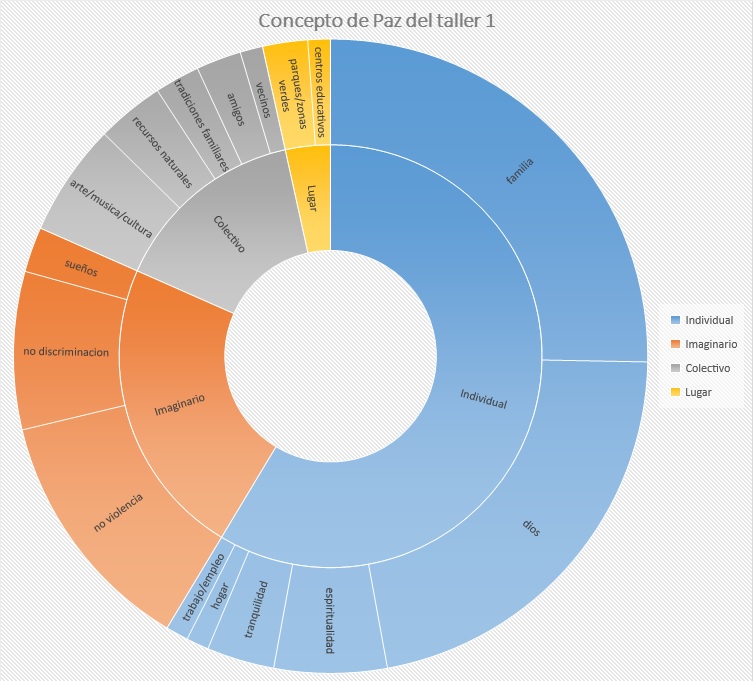 Concepto de Paz del taller 1
familia
dios
espiritualidad
tranquilidad
hogar
trabajo/empleo
no violencia
no discriminacion
sueños
arte/musica/cultura
recursos naturales
tradiciones familiares
amigos
vecinos
parques/zonas
verdes
centros educativos
Individual
Imaginario
Colectivo
Lugar
Individual
Imaginario
Colectivo
Lugar